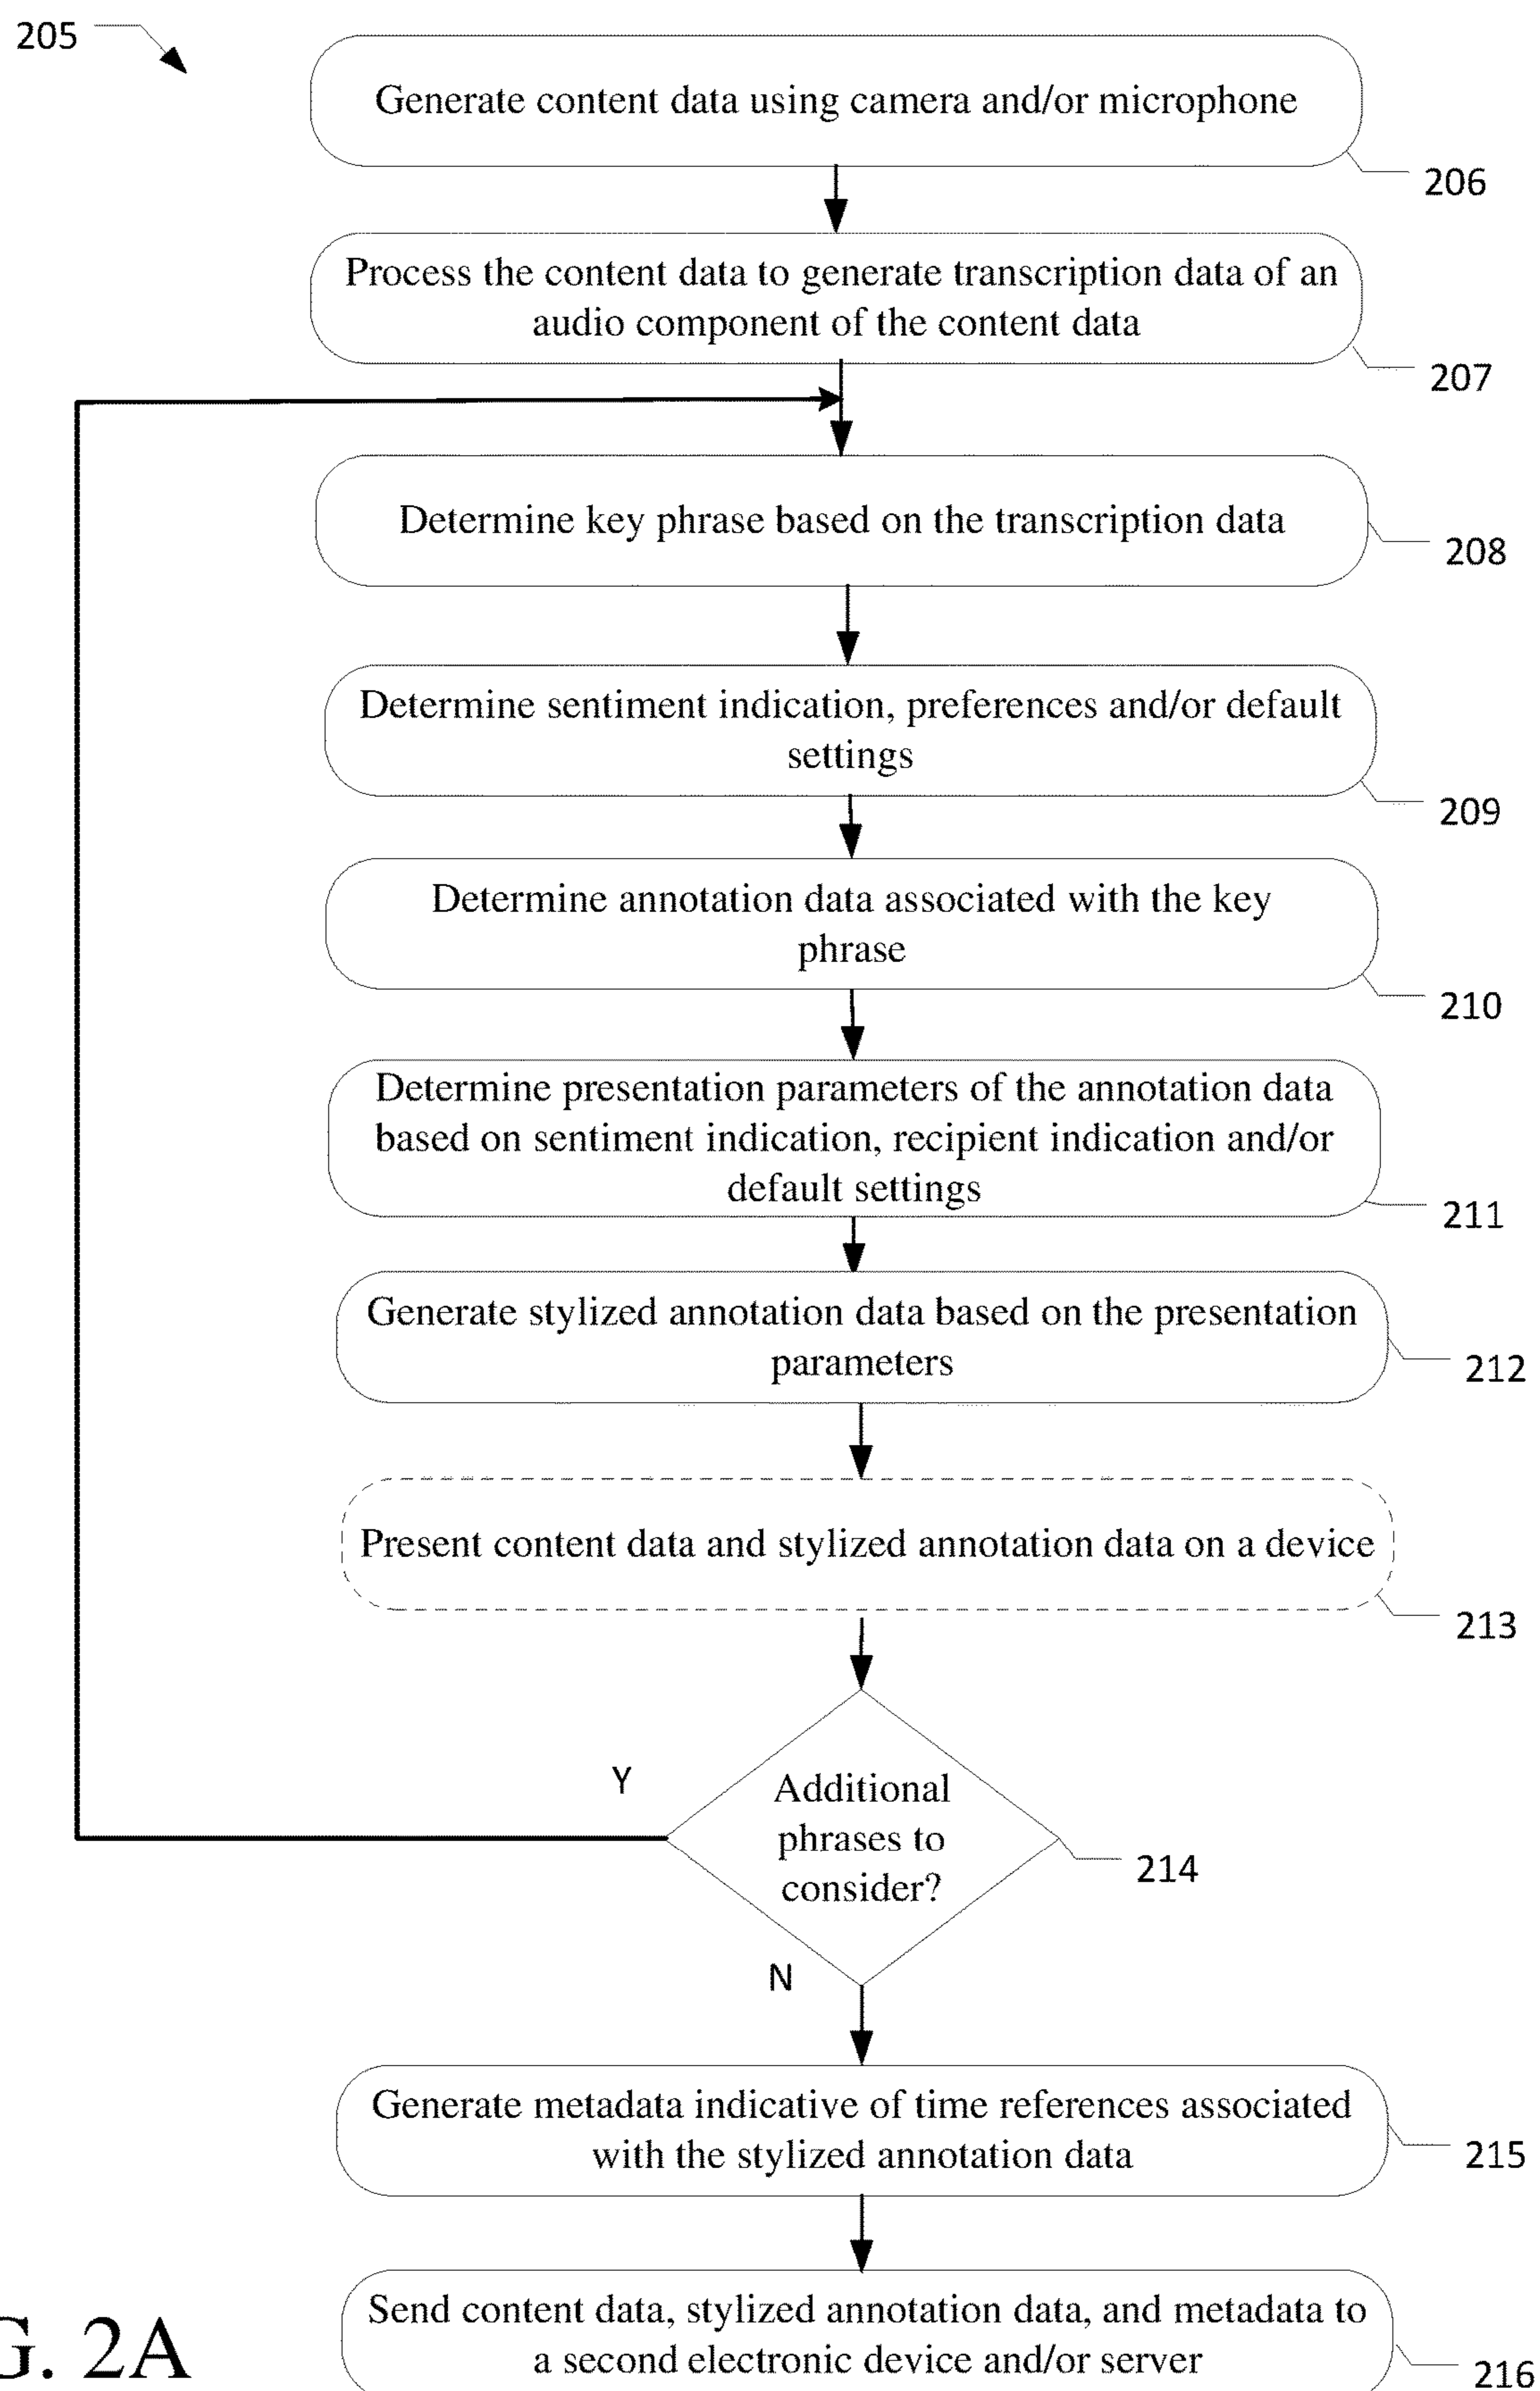 205
Generate content data using camera and/or microphone
206
Process the content data to generate transcription data of an
audio component of the content data
207
Determine key phrase based on the transcription data
208
Determine sentiment indication, preferences and/or default
settings
209
Determine annotation data associated with the key
phrase
210
Determine presentation parameters of the annotation data
based on sentiment indication, recipient indication and/or
default settings
211
Generate stylized annotation data based on the presentation
parameters
212
Present content data and stylized annotation data on a device
213
Y
Additional
phrases to
consider?
214
N
Generate metadata indicative of time references associated
with the stylized annotation data
215
Send content data, stylized annotation data, and metadata to
a second electronic device and/or server
216
G. 2A